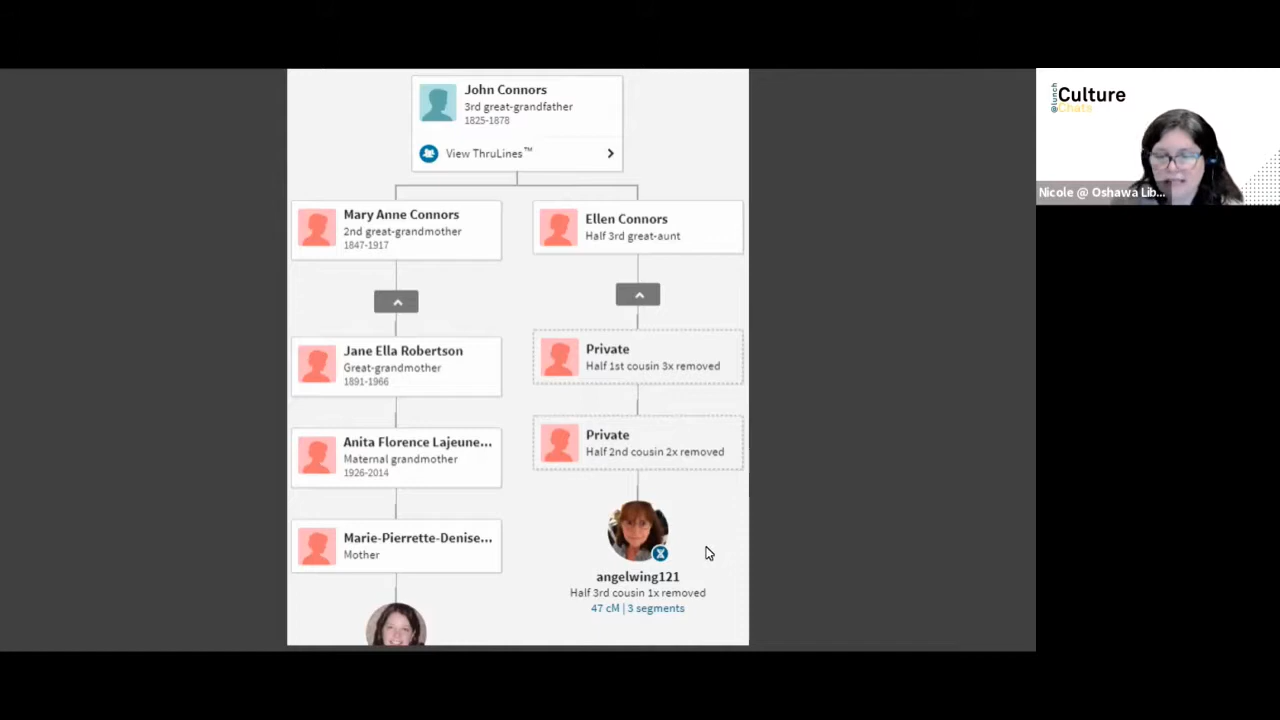 John Connors
3rd great-grandfather
1825-1878
View ThruLines™
Mary Anne Connors
2nd great-grandmother
1847-1917
Ellen Connors
Half 3rd great-aunt
Jane Ella Robertson
Great-grandmother
1891-1966
Private
Half 1st cousin 3x removed
Anita Florence Lajeune...
Maternal grandmother
1926-2014
Private
Half 2nd cousin 2x removed
Marie-Pierrette-Denise...
Mother
angelwing121
Half 3rd cousin 1x removed
47 cM | 3 segments
@lunch
Culture
Chats
Nicole @ Oshawa Lib...